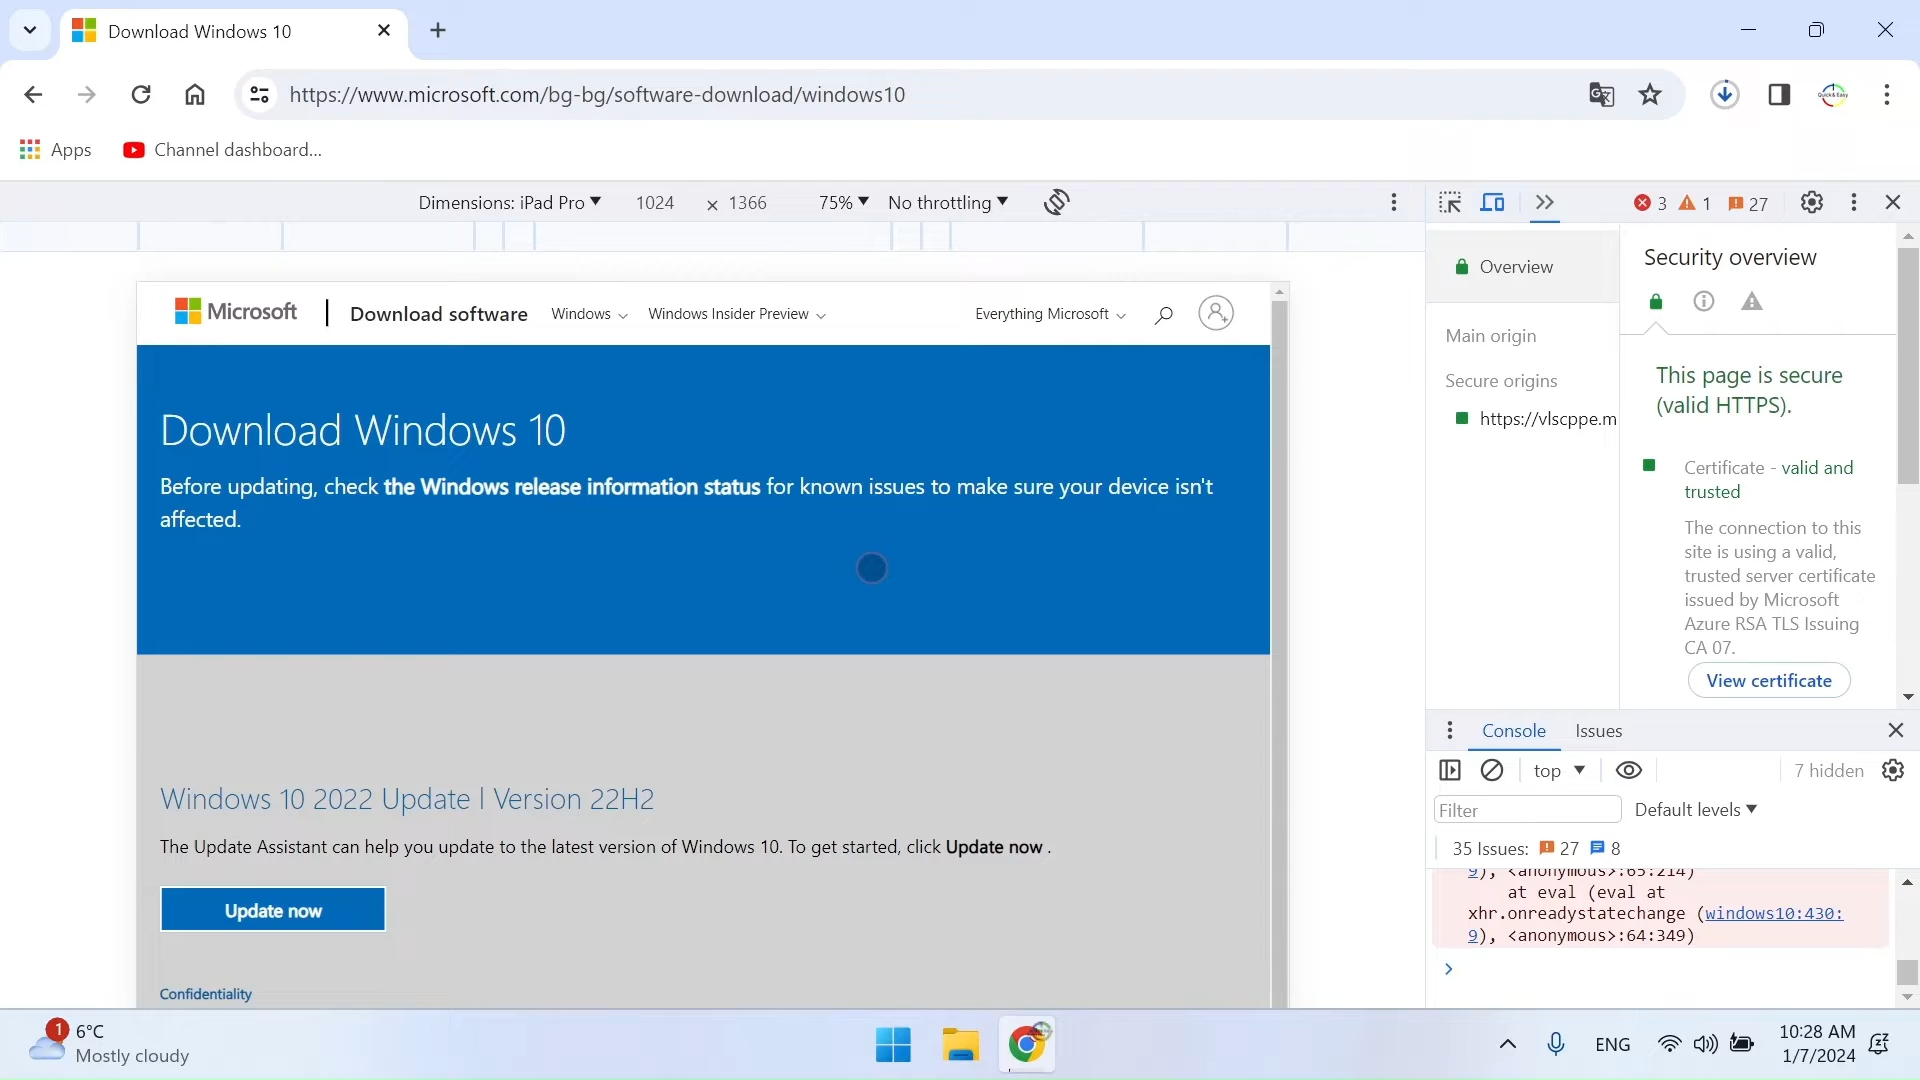 Download Windows 10
https://www.microsoft.com/bg-bg/software-download/windows10
Apps
Channel dashboard...
Dimensions: iPad Pro ▼ 1024 × 1366 75% ▼ No throttling ▼
3 1 27
Microsoft
Download software
Windows
Windows Insider Preview
Everything Microsoft
Download Windows 10
Before updating, check the Windows release information status for known issues to make sure your device isn't
affected.
Windows 10 2022 Update | Version 22H2
The Update Assistant can help you update to the latest version of Windows 10. To get started, click Update now .
Update now
Confidentiality
Overview
Main origin
Secure origins
https://vlscppe.m
Security overview
This page is secure
(valid HTTPS).
Certificate - valid and
trusted
The connection to this
site is using a valid,
trusted server certificate
issued by Microsoft
Azure RSA TLS Issuing
CA 07.
View certificate
Console Issues
top ▼
7 hidden
Filter
Default levels ▼
35 Issues: 27 8
9), <anonymous>:65:214)
at eval (eval at
xhr.onreadystatechange (windows10:430:
9), <anonymous>:64:349)
1
6°C
Mostly cloudy
ENG
10:28 AM
1/7/2024